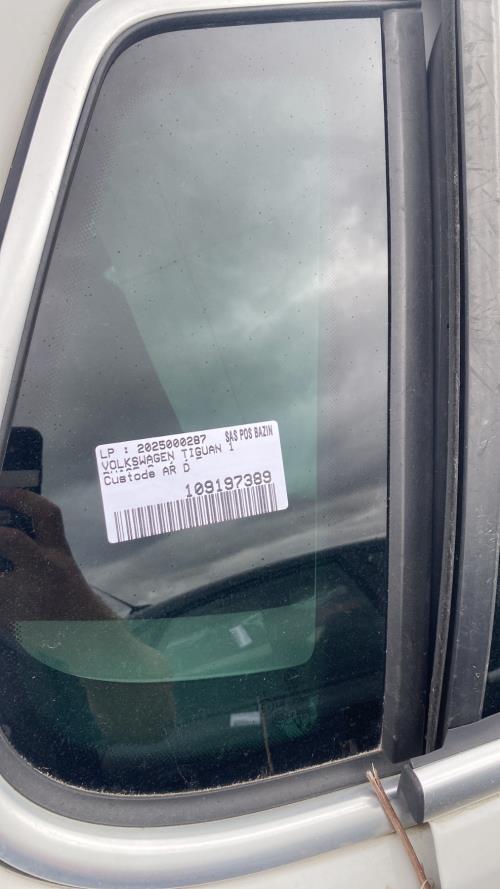 LP : 2025000287 SAS POS BAZIN
VOLKSWAGEN TIGUAN 1
Custode AR D
109197389